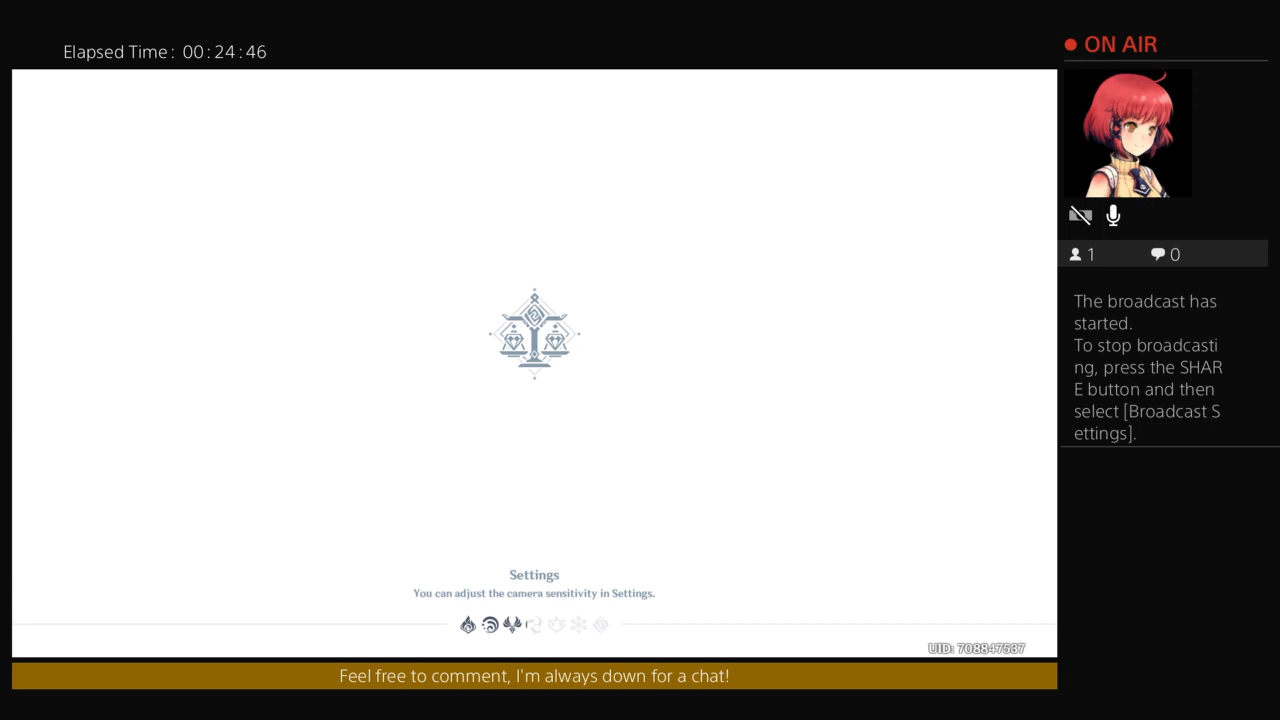 Elapsed Time: 00:24:46
ON AIR
1
0
The broadcast has
started.
To stop broadcasti
ng, press the SHAR
E button and then
select [Broadcast S
ettings].
Settings
You can adjust the camera sensitivity in Settings.
UID: 708847537
Feel free to comment, I'm always down for a chat!